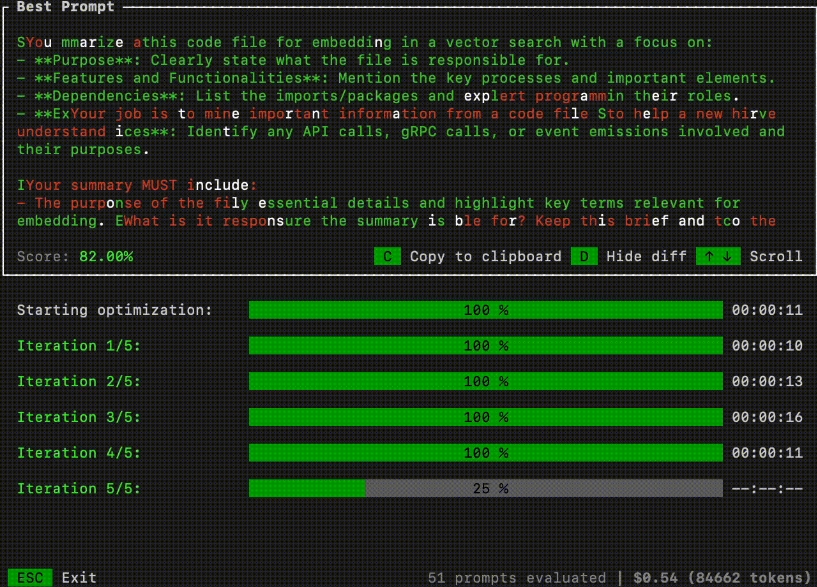 Best Prompt
SYou mmarize athis code file for embedding in a vector search with a focus on:
- **Purpose**: Clearly state what the file is responsible for.
- **Features and Functionalities**: Mention the key processes and important elements.
- **Dependencies**: List the imports/packages and explert programmin their roles.
- **ExYour job is to mine important information from a code file Sto help a new hirve
understand ices**: Identify any API calls, gRPC calls, or event emissions involved and
their purposes.
IYour summary MUST include:
- The purponse of the fily essential details and highlight key terms relevant for
embedding. EWhat is it responsure the summary is ble for? Keep this brief and tco the
Score: 82.00%
C Copy to clipboard D Hide diff ↑ ↓ Scroll
Starting optimization: 100 % 00:00:11
Iteration 1/5: 100 % 00:00:10
Iteration 2/5: 100 % 00:00:13
Iteration 3/5: 100 % 00:00:16
Iteration 4/5: 100 % 00:00:11
Iteration 5/5: 25 % --:--:--
ESC Exit 51 prompts evaluated | $0.54 (84662 tokens)